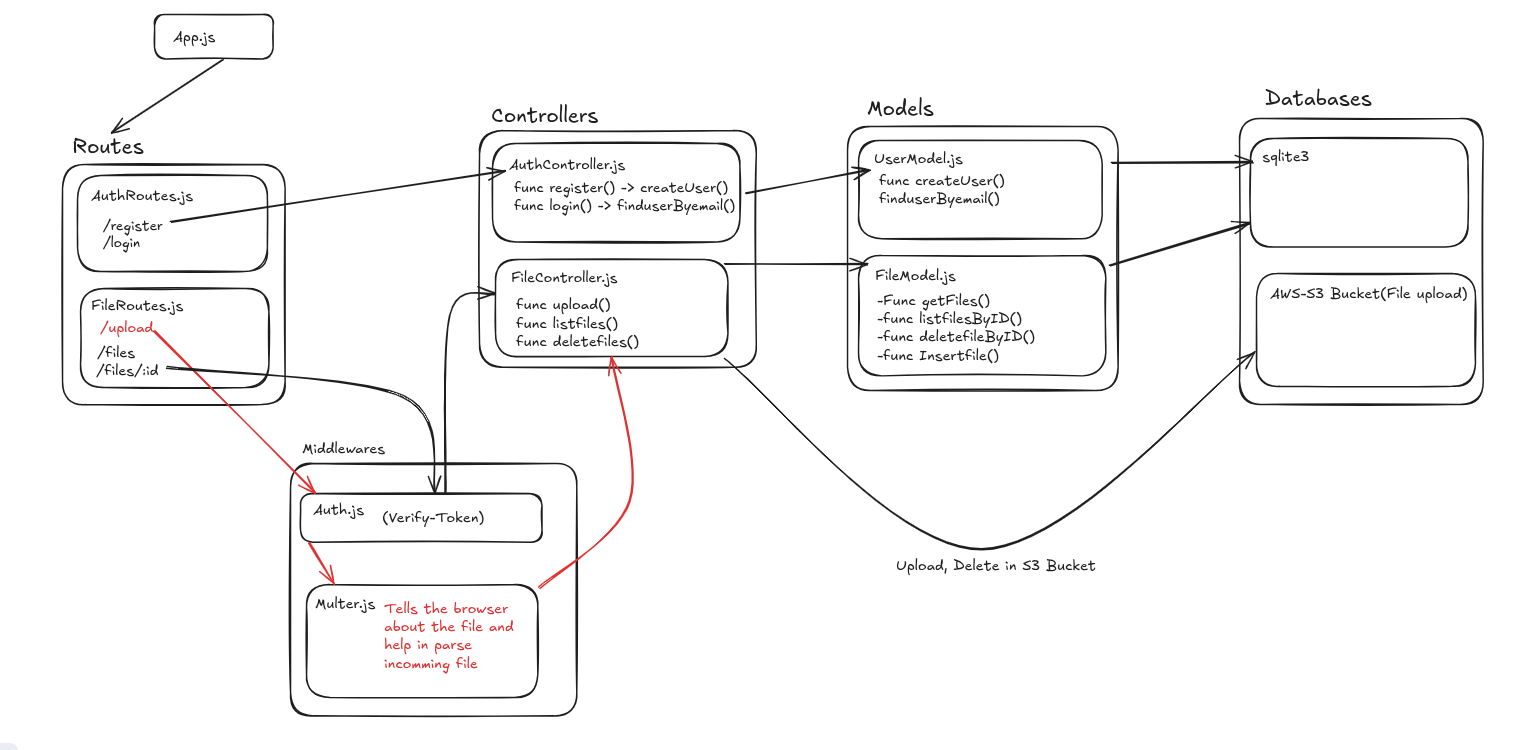 App.js
Routes
AuthRoutes.js
/register
/login
FileRoutes.js
/upload
/files
/files/:id
Middlewares
Auth.js (Verify-Token)
Multer.js
Tells the browser
about the file and
help in parse
incomming file
Controllers
AuthController.js
func register() -> createUser()
func login() -> finduserByemail()
FileController.js
func upload()
func listfiles()
func deletefiles()
Models
UserModel.js
func createUser()
finduserByemail()
FileModel.js
-Func getFiles()
-func listfilesByID()
-func deletefileByID()
-func Insertfile()
Databases
sqlite3
AWS-S3 Bucket(File upload)
Upload, Delete in S3 Bucket